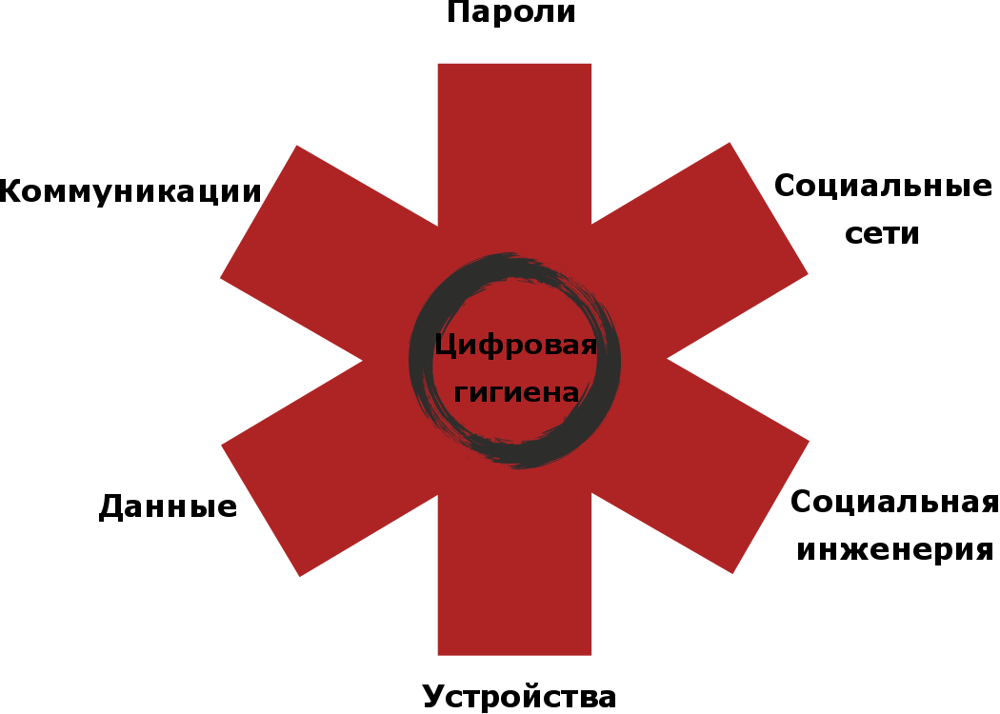 Пароли
Коммуникации
Социальные
сети
Цифровая
гигиена
Данные
Социальная
инженерия
Устройства